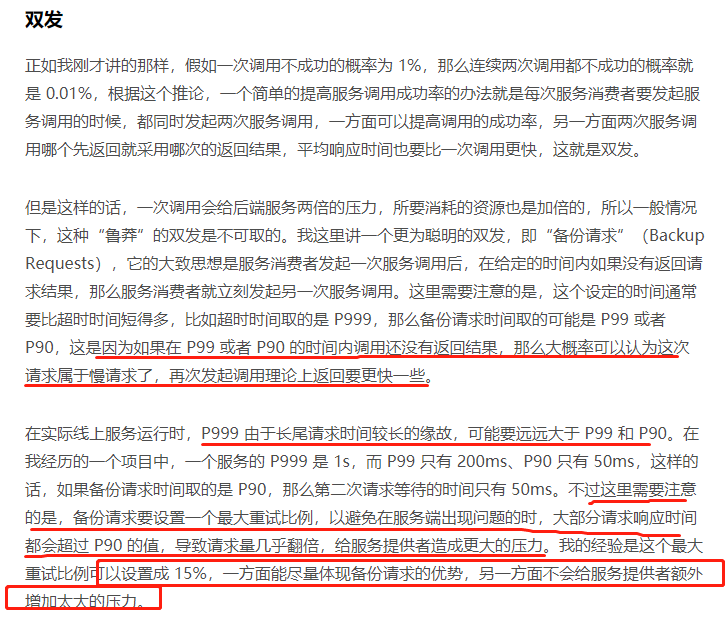 双发
正如我刚才讲的那样，假如一次调用不成功的概率为 1%，那么连续两次调用都不成功的概率就
是 0.01%，根据这个推论，一个简单的提高服务调用成功率的办法就是每次服务消费者要发起服
务调用的时候，都同时发起两次服务调用，一方面可以提高调用的成功率，另一方面两次服务调
用哪个先返回就采用哪次的返回结果，平均响应时间也要比一次调用更快，这就是双发。
但是这样的话，一次调用会给后端服务两倍的压力，所要消耗的资源也是加倍的，所以一般情况
下，这种“鲁莽”的双发是不可取的。我这里讲一个更为聪明的双发，即“备份请求”（Backup
Requests），它的大致思想是服务消费者发起一次服务调用后，在给定的时间内如果没有返回请
求结果，那么服务消费者就立刻发起另一次服务调用。这里需要注意的是，这个设定的时间通常
要比超时时间短得多，比如超时时间取的是 P999，那么备份请求时间取的可能是 P99 或者
P90，这是因为如果在 P99 或者 P90 的时间内调用还没有返回结果，那么大概率可以认为这次
请求属于慢请求了，再次发起调用理论上返回要更快一些。
在实际线上服务运行时，P999 由于长尾请求时间较长的缘故，可能要远远大于 P99 和 P90。在
我经历的一个项目中，一个服务的 P999 是 1s，而 P99 只有 200ms、P90 只有 50ms，这样的
话，如果备份请求时间取的是 P90，那么第二次请求等待的时间只有 50ms。不过这里需要注意
的是，备份请求要设置一个最大重试比例，以避免在服务端出现问题的时，大部分请求响应时间
都会超过 P90 的值，导致请求量几乎翻倍，给服务提供者造成更大的压力。我的经验是这个最大
重试比例可以设置成 15%，一方面能尽量体现备份请求的优势，另一方面不会给服务提供者额外
增加太大的压力。